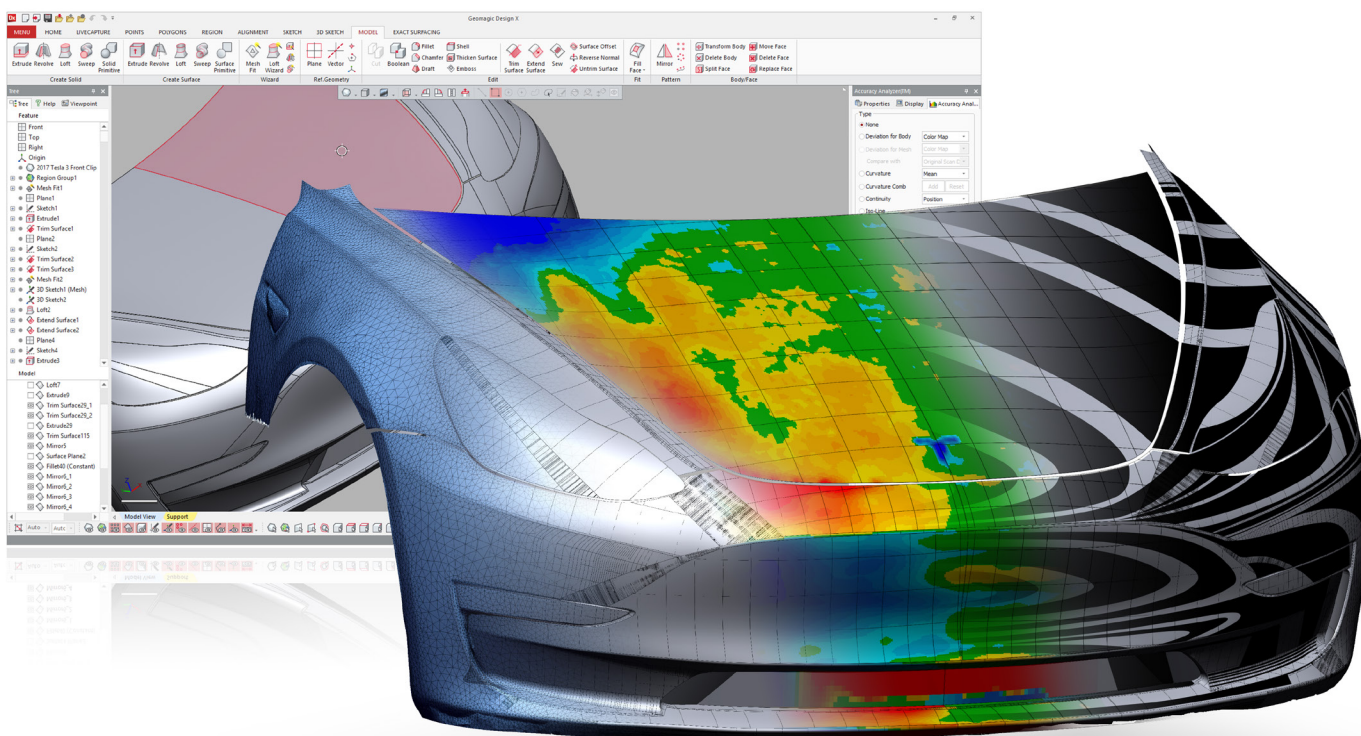 Geomagic Design X
MENU HOME LIVECAPTURE POINTS POLYGONS REGION ALIGNMENT SKETCH 3D SKETCH MODEL EXACT SURFACING
Extrude Revolve Loft Sweep Solid Primitive
Create Solid
Extrude Revolve Loft Sweep Surface Primitive
Create Surface
Mesh Fit Loft Wizard
Wizard
Plane Vector
Ref.Geometry
Cut Boolean
Fillet Shell
Chamfer Thicken Surface
Draft Emboss
Trim Surface Extend Surface Sew
Surface Offset
Reverse Normal
Untrim Surface
Edit
Fill Face
Fit
Mirror
Pattern
Transform Body Move Face
Delete Body Delete Face
Split Face Replace Face
Body/Face
Tree
Tree Help Viewpoint
Feature
Front
Top
Right
Origin
2017 Tesla 3 Front Clip
Region Group1
Mesh Fit1
Plane1
Sketch1
Extrude1
Trim Surface1
Plane2
Sketch2
Trim Surface2
Trim Surface3
Mesh Fit2
3D Sketch1 (Mesh)
3D Sketch2
Loft2
Extend Surface1
Extend Surface2
Plane4
Sketch4
Extrude3
Model
Loft7
Extrude9
Trim Surface29_1
Trim Surface29_2
Extrude29
Trim Surface115
Mirror5
Surface Plane2
Fillet40 (Constant)
Mirror6_1
Mirror6_2
Mirror6_3
Mirror6_4
Model View Support
Auto Auto
Accuracy Analyzer(TM)
Properties Display Accuracy Anal...
Type
None
Deviation for Body Color Map
Deviation for Mesh Color Map
Compare with Original Scan D
Curvature Mean
Curvature Comb Add Reset
Continuity Position
Iso-Line